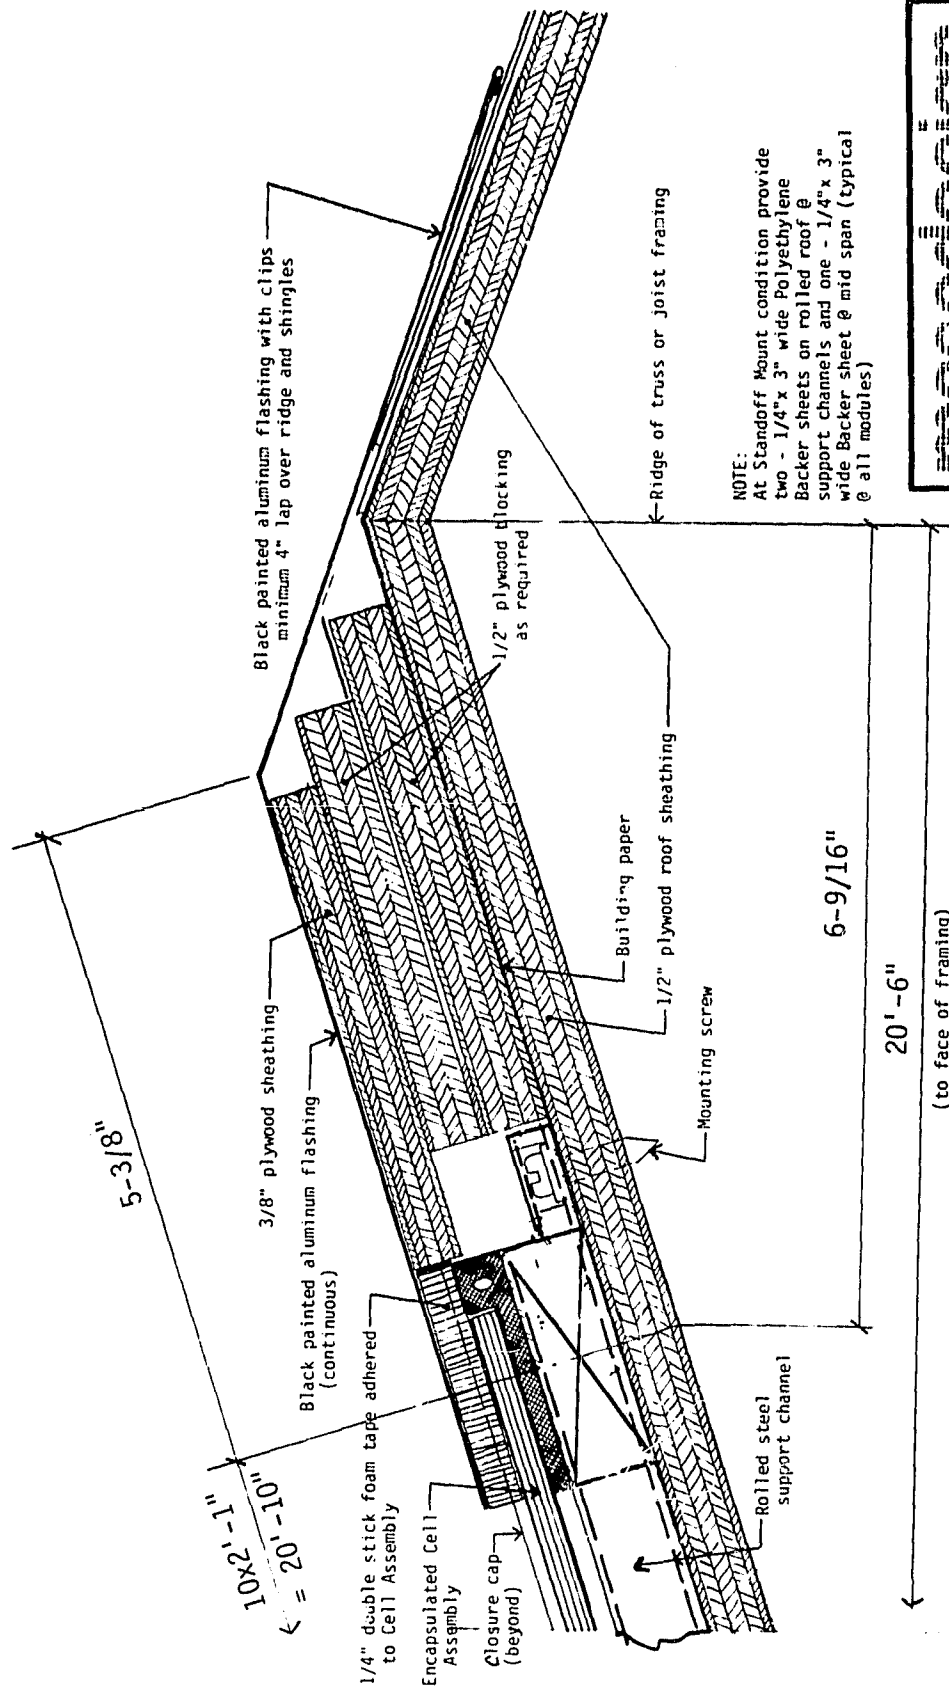 5-3/8"
10x2'-1"
= 20'-10"
Black painted aluminum flashing with clips
minimum 4" lap over ridge and shingles
3/8" plywood sheathing
Black painted aluminum flashing
(continuous)
1/4" double stick foam tape adhered
to Cell Assembly
Encapsulated Cell
Assembly
Closure cap
(beyond)
1/2" plywood blocking
as required
Ridge of truss or joist framing
Building paper
1/2" plywood roof sheathing
Mounting screw
Rolled steel
support channel
NOTE:
At Standoff Mount condition provide
two - 1/4"x 3" wide Polyethylene
Backer sheets on rolled roof @
support channels and one - 1/4"x 3"
wide Backer sheet @ mid span (typical
@ all modules)
6-9/16"
20'-6"
(to face of framing)